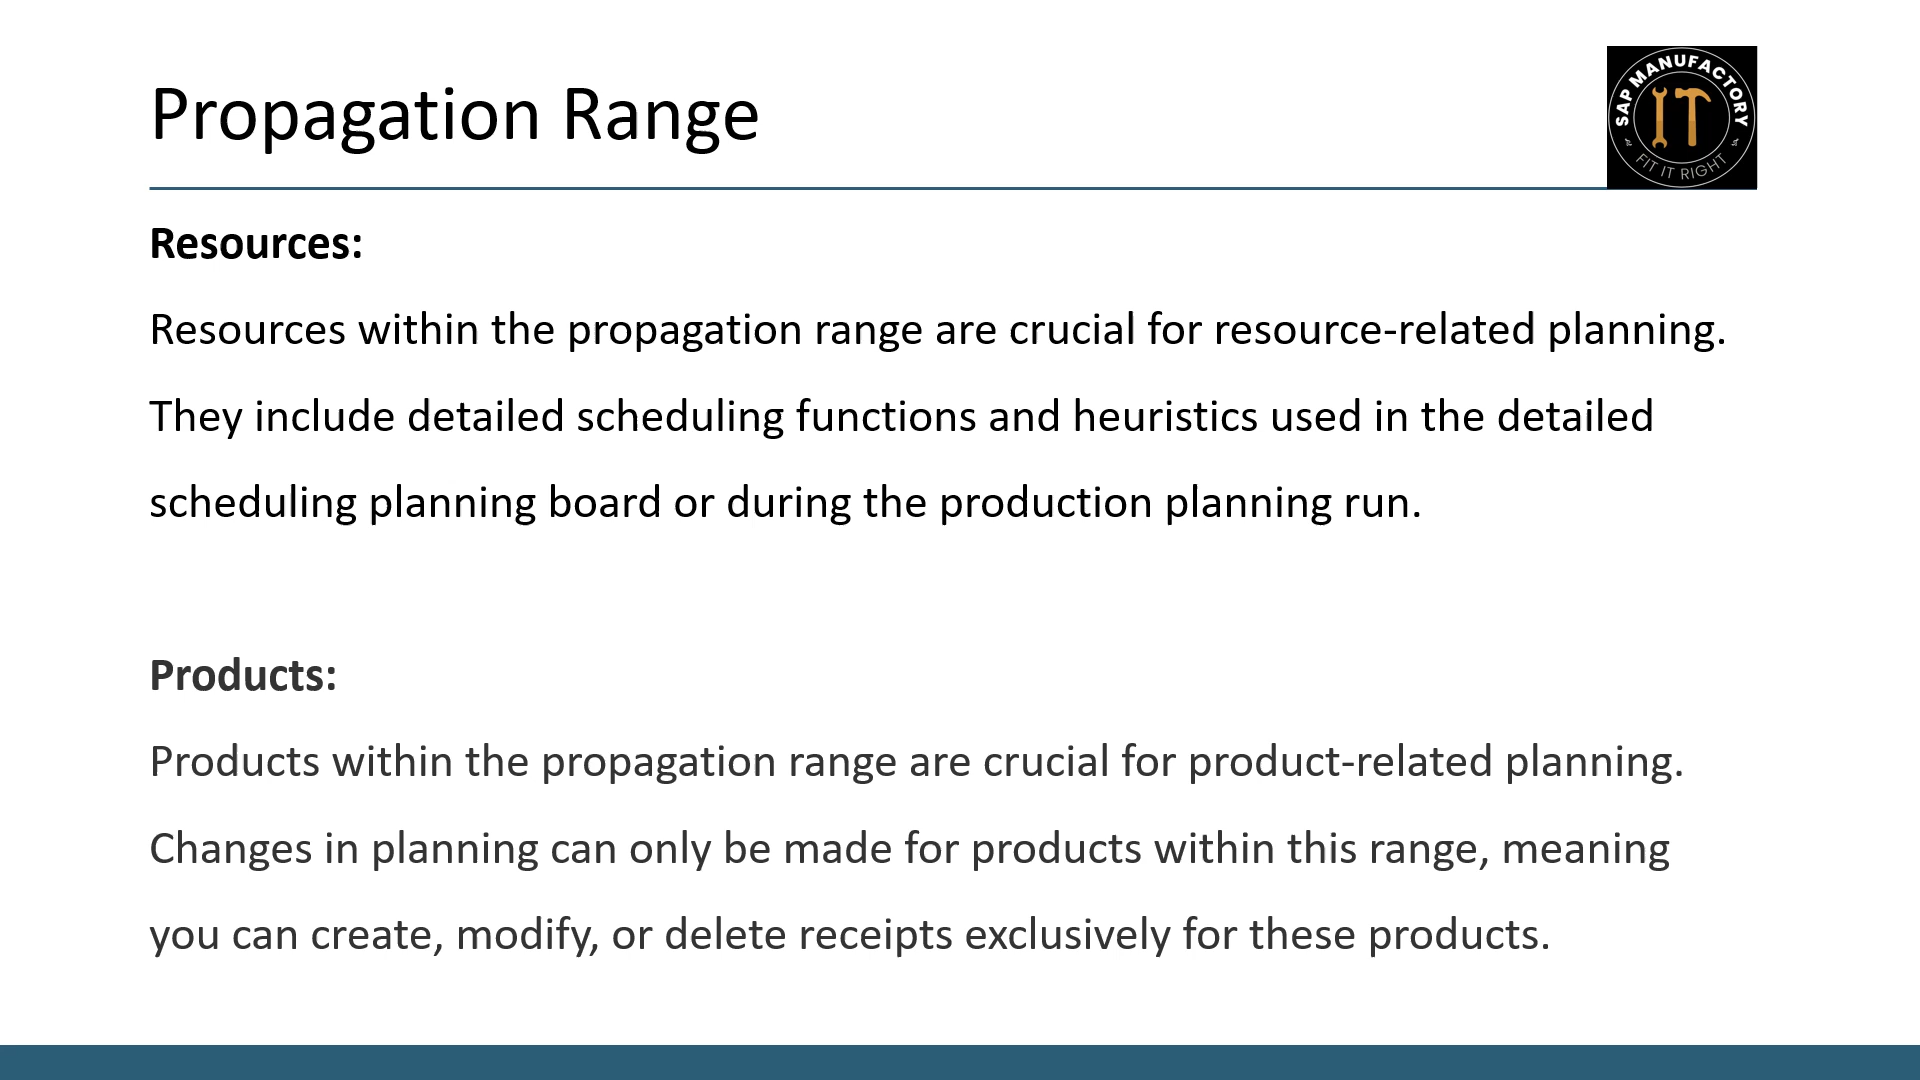 Propagation Range
SAP MANUFACTORY
IT
FIT IT RIGHT
Resources:
Resources within the propagation range are crucial for resource-related planning.
They include detailed scheduling functions and heuristics used in the detailed
scheduling planning board or during the production planning run.
Products:
Products within the propagation range are crucial for product-related planning.
Changes in planning can only be made for products within this range, meaning
you can create, modify, or delete receipts exclusively for these products.